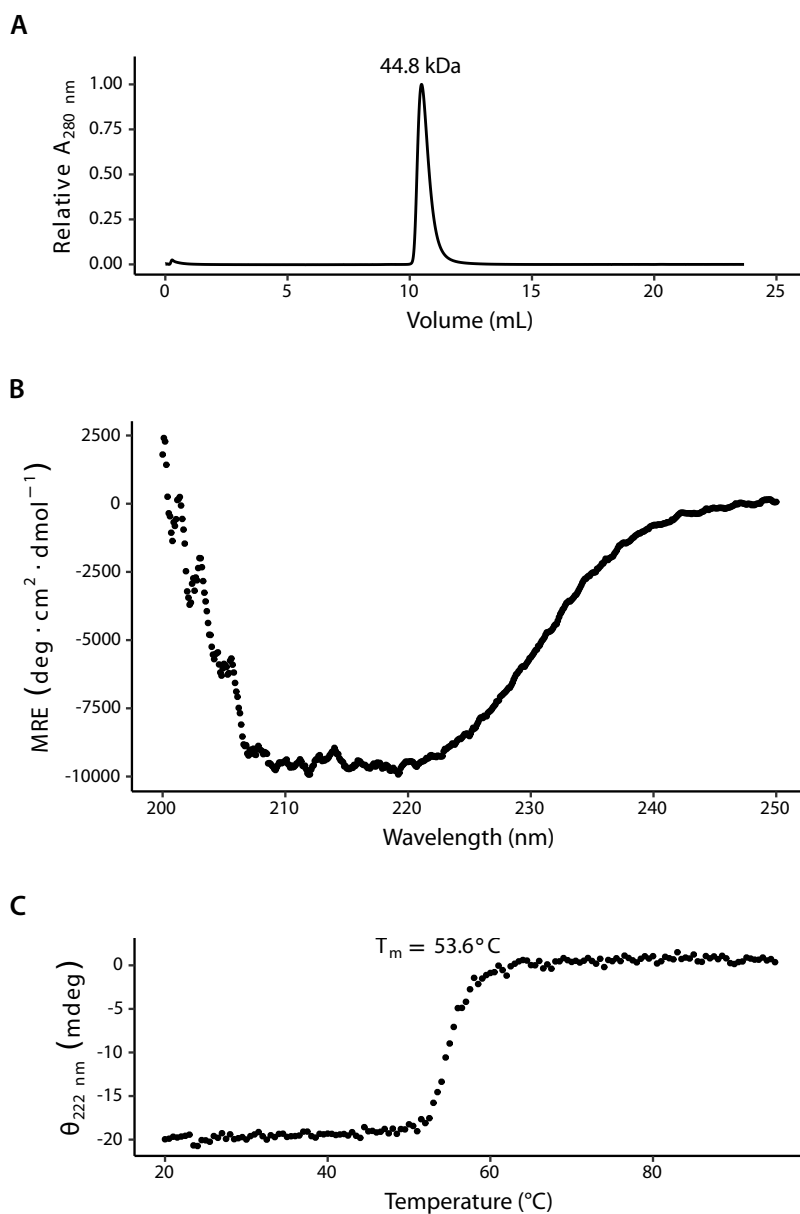 A
44.8 kDa
1.00
0.75
0.50
0.25
0.00
Relative A280 nm
0 5 10 15 20 25
Volume (mL)
B
2500
0
-2500
-5000
-7500
-10000
MRE (deg · cm² · dmol⁻¹)
200 210 220 230 240 250
Wavelength (nm)
C
Tm = 53.6°C
0
-5
-10
-15
-20
θ222 nm (mdeg)
20 40 60 80
Temperature (°C)